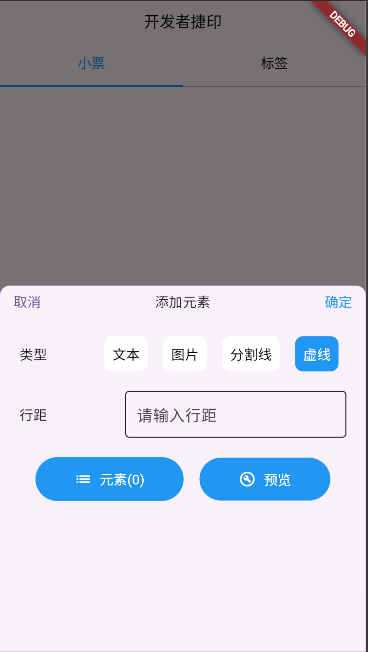 开发者捷印
DEBUG
小票 标签
取消 添加元素 确定
类型 文本 图片 分割线 虚线
行距 请输入行距
元素(0) 预览